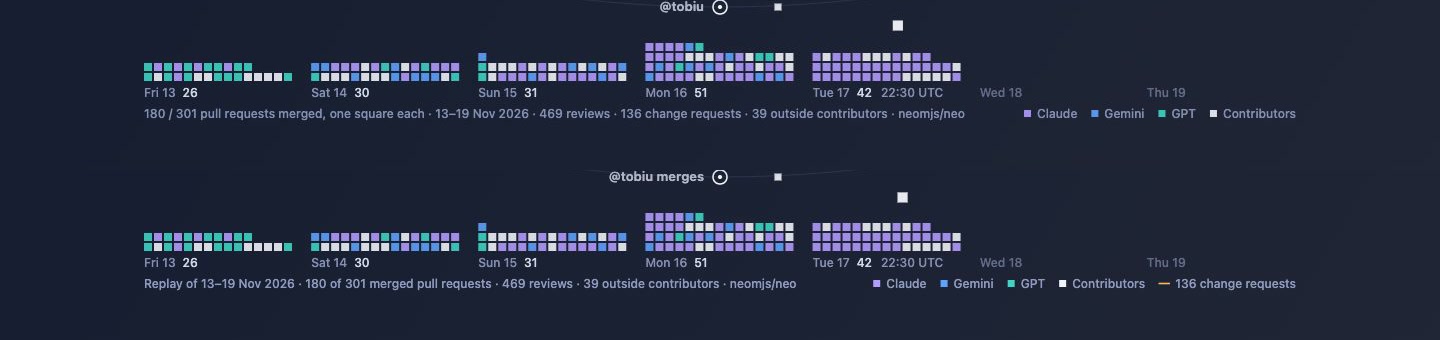 @tobiu
Fri 13 26 Sat 14 30 Sun 15 31 Mon 16 51 Tue 17 42 22:30 UTC Wed 18 Thu 19
180 / 301 pull requests merged, one square each · 13–19 Nov 2026 · 469 reviews · 136 change requests · 39 outside contributors · neomjs/neo Claude Gemini GPT Contributors
@tobiu merges
Fri 13 26 Sat 14 30 Sun 15 31 Mon 16 51 Tue 17 42 22:30 UTC Wed 18 Thu 19
Replay of 13–19 Nov 2026 · 180 of 301 merged pull requests · 469 reviews · 39 outside contributors · neomjs/neo Claude Gemini GPT Contributors 136 change requests